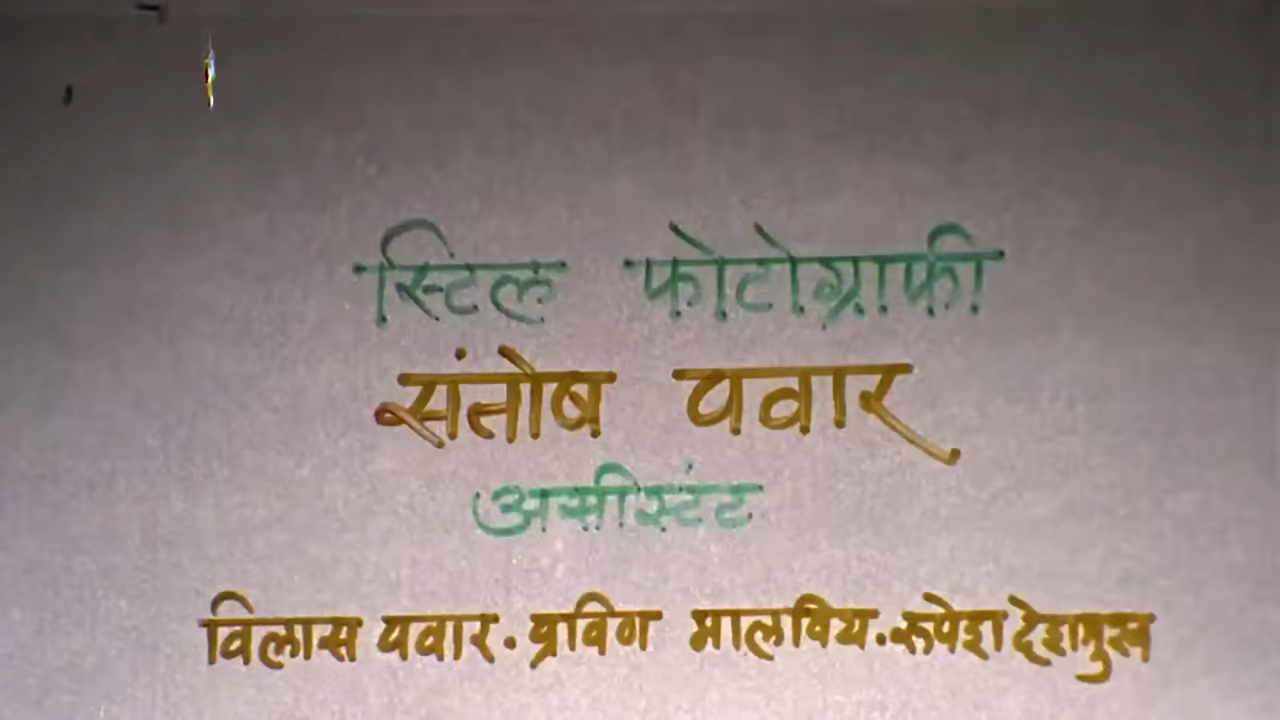 स्टिल फोटोग्राफी
संतोष पवार
असीस्टंट
विलास पवार. प्रविण मालविय. रूपेश देशमुख